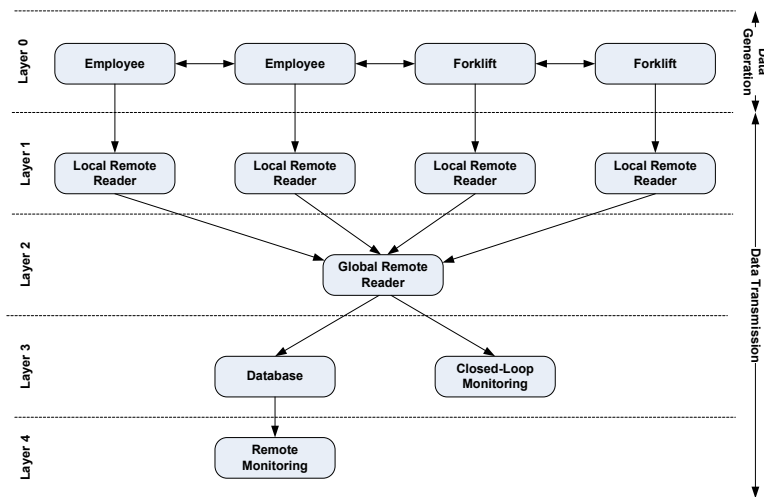 Layer 0
Employee
Employee
Forklift
Forklift
Data
Generation
Layer 1
Local Remote
Reader
Local Remote
Reader
Local Remote
Reader
Local Remote
Reader
Layer 2
Global Remote
Reader
Data Transmission
Layer 3
Database
Closed-Loop
Monitoring
Layer 4
Remote
Monitoring